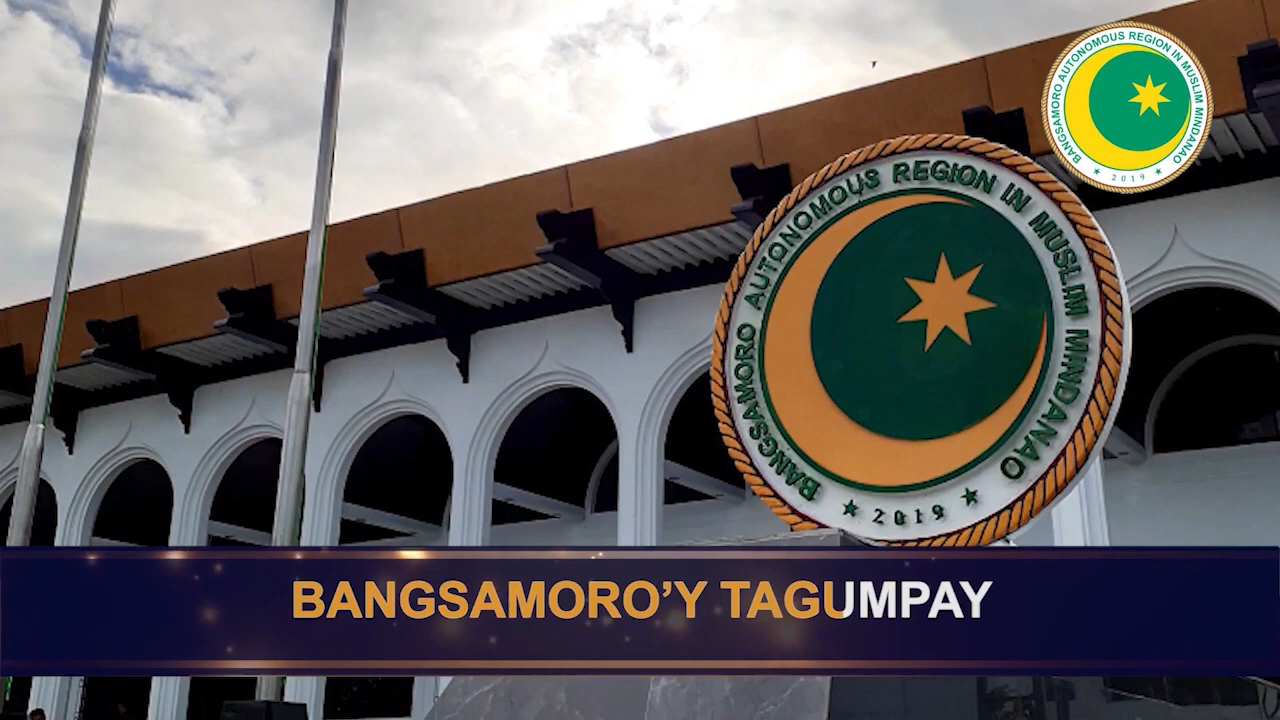 BANGSAMORO AUTONOMOUS REGION IN MUSLIM MINDANAO
2019
BANGSAMORO AUTONOMOUS REGION IN MUSLIM MINDANAO
2019
BANGSAMORO'Y TAGUMPAY